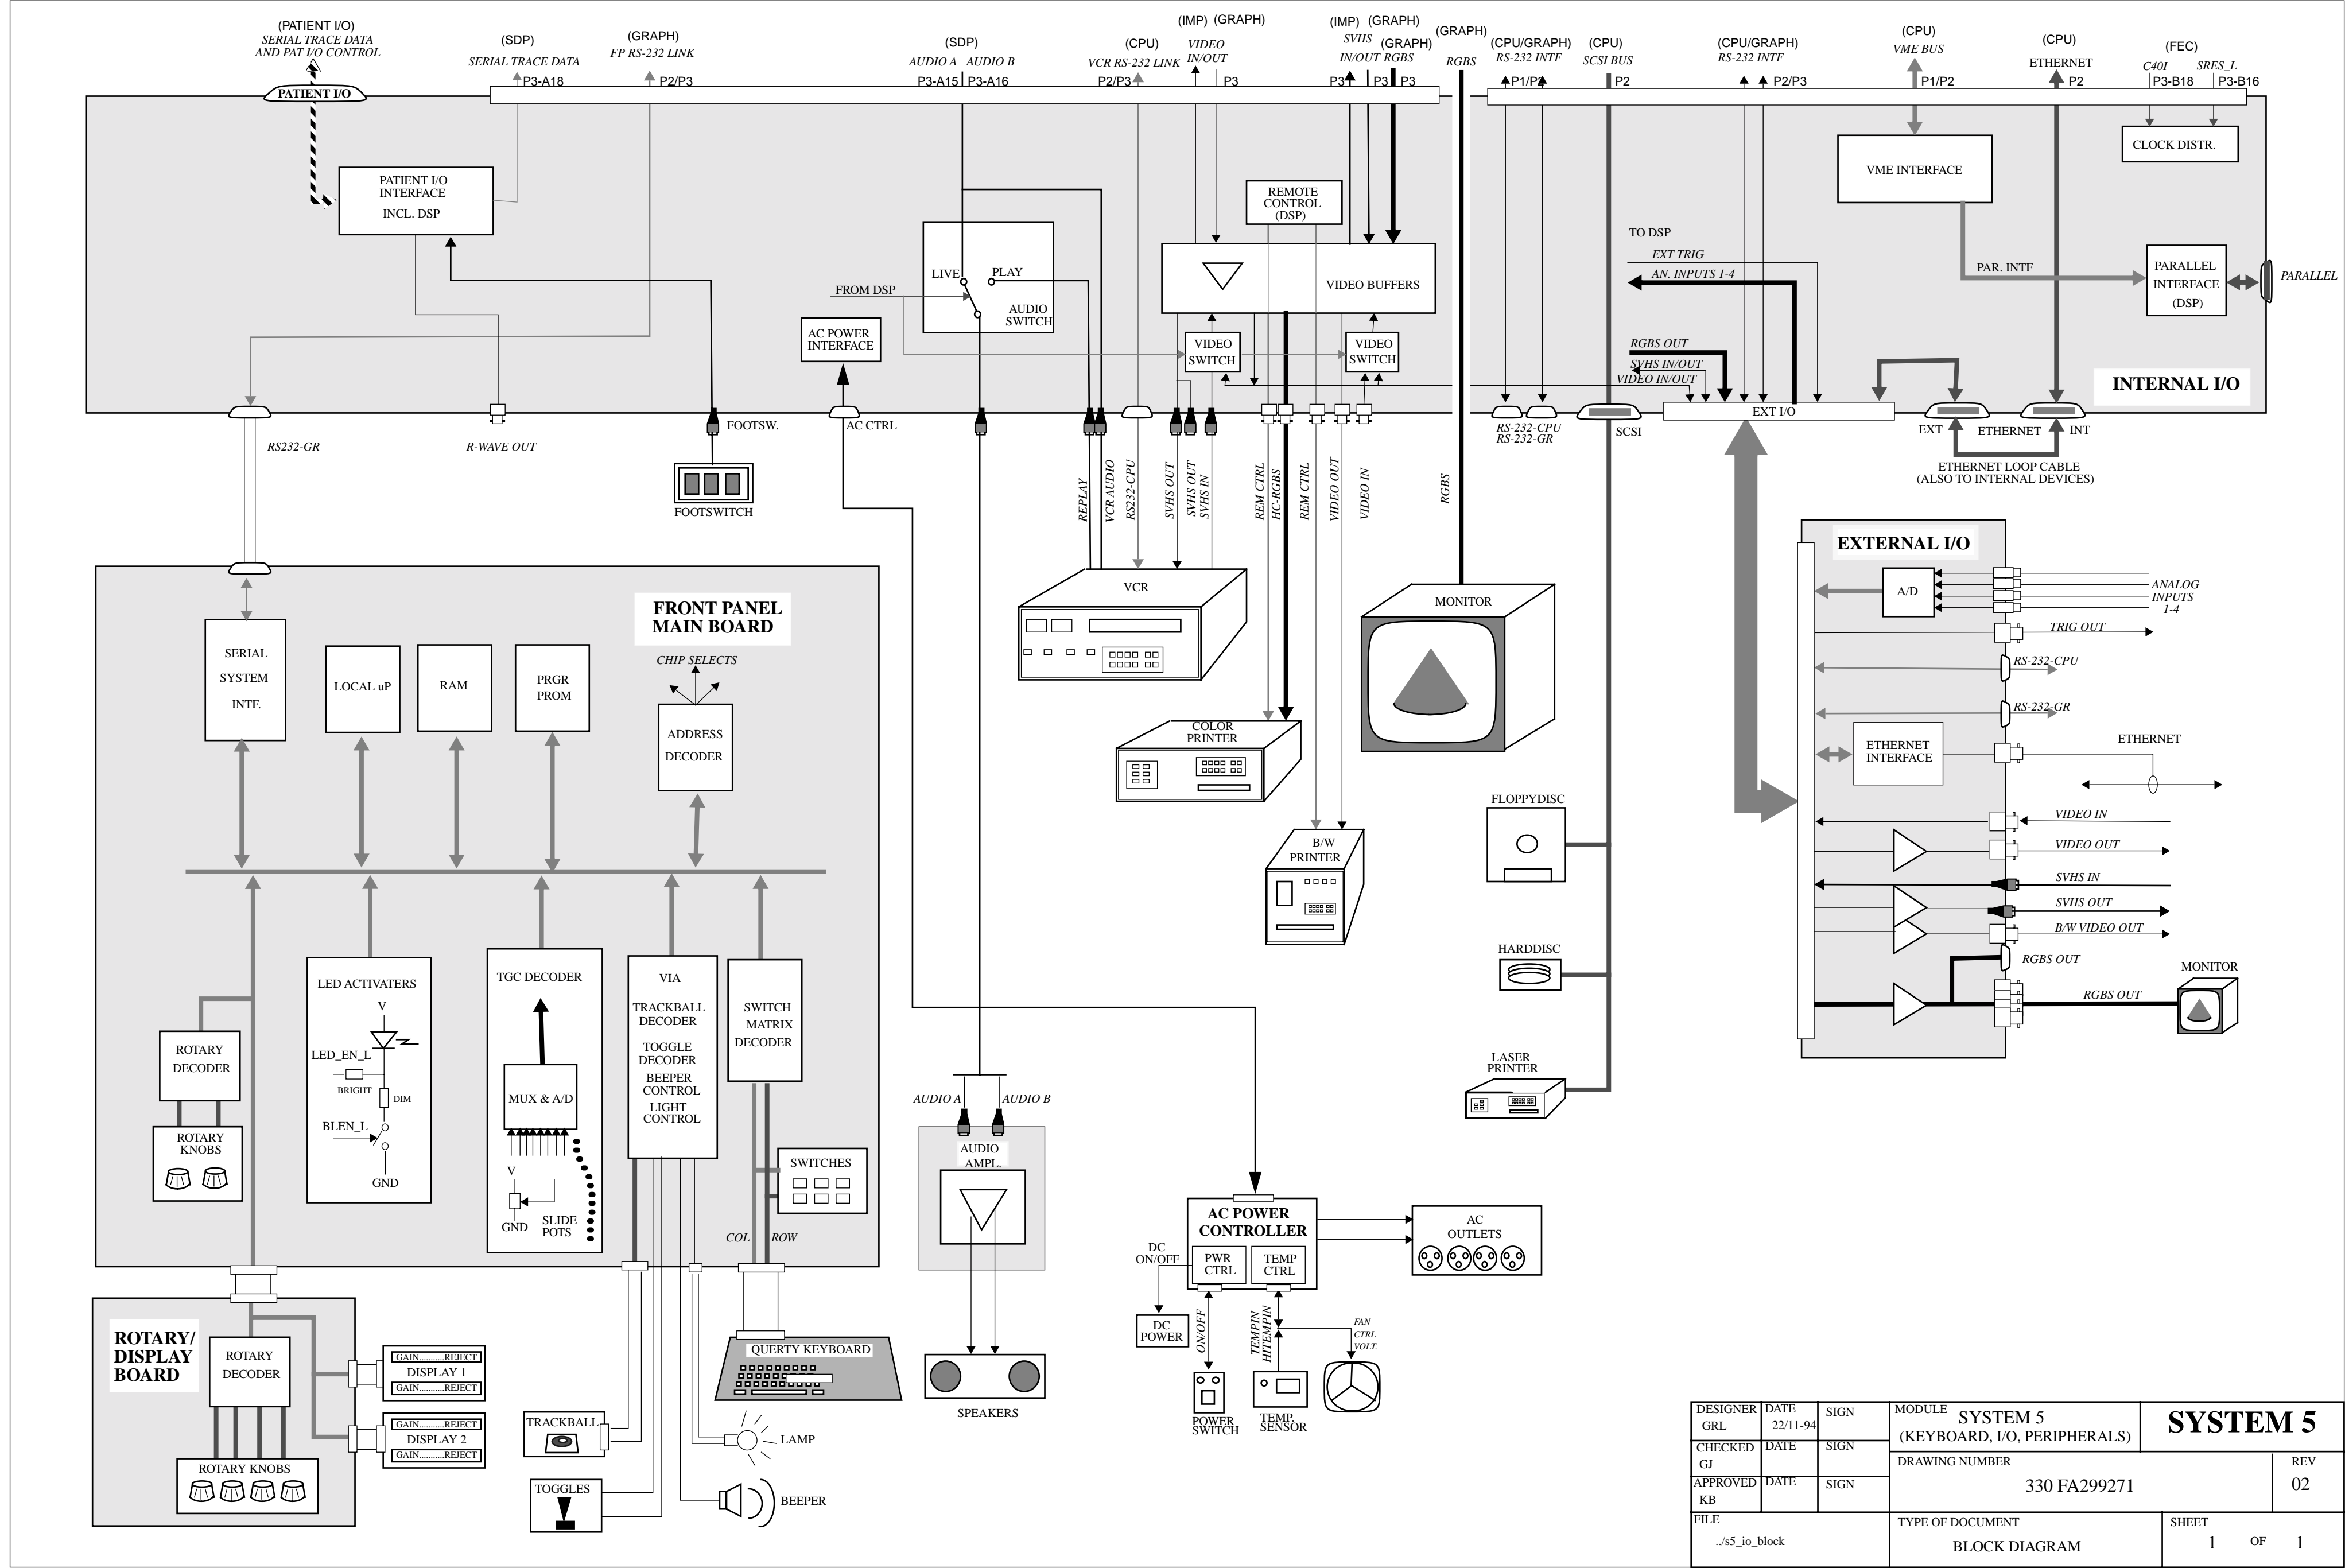 (PATIENT I/O)
SERIAL TRACE DATA
AND PAT I/O CONTROL
PATIENT I/O
(SDP)
SERIAL TRACE DATA
P3-A18
(GRAPH)
FP RS-232 LINK
P2/P3
(SDP)
AUDIO A AUDIO B
P3-A15 P3-A16
(CPU)
VCR RS-232 LINK
P2/P3
(IMP) (GRAPH)
VIDEO
IN/OUT
P3
(IMP) (GRAPH)
SVHS (GRAPH)
IN/OUT RGBS
P3 P3 P3
(GRAPH)
RGBS
(CPU/GRAPH)
RS-232 INTF
P1/P2
(CPU)
SCSI BUS
P2
(CPU/GRAPH)
RS-232 INTF
P2/P3
(CPU)
VME BUS
P1/P2
(CPU)
ETHERNET
P2
(FEC)
C40I SRES_L
P3-B18 P3-B16
PATIENT I/O
INTERFACE
INCL. DSP
LIVE PLAY
FROM DSP
AUDIO
SWITCH
AC POWER
INTERFACE
REMOTE
CONTROL
(DSP)
VIDEO BUFFERS
VIDEO
SWITCH
VIDEO
SWITCH
TO DSP
EXT TRIG
AN. INPUTS 1-4
RGBS OUT
SVHS IN/OUT
VIDEO IN/OUT
EXT I/O
VME INTERFACE
CLOCK DISTR.
PAR. INTF
PARALLEL
INTERFACE
(DSP)
PARALLEL
INTERNAL I/O
RS232-GR
R-WAVE OUT
FOOTSW.
FOOTSWITCH
AC CTRL
REPLAY
VCR AUDIO
RS232-CPU
SVHS OUT
SVHS OUT
SVHS IN
REM CTRL
HC-RGBS
REM CTRL
VIDEO OUT
VIDEO IN
RGBS
RS-232-CPU
RS-232-GR
SCSI
EXT ETHERNET INT
ETHERNET LOOP CABLE
(ALSO TO INTERNAL DEVICES)
FRONT PANEL
MAIN BOARD
SERIAL
SYSTEM
INTF.
LOCAL uP
RAM
PRGR
PROM
CHIP SELECTS
ADDRESS
DECODER
VCR
MONITOR
COLOR
PRINTER
B/W
PRINTER
FLOPPYDISC
HARDDISC
LASER
PRINTER
EXTERNAL I/O
A/D
ANALOG
INPUTS
1-4
TRIG OUT
RS-232-CPU
RS-232-GR
ETHERNET
INTERFACE
ETHERNET
VIDEO IN
VIDEO OUT
SVHS IN
SVHS OUT
B/W VIDEO OUT
RGBS OUT
RGBS OUT
MONITOR
ROTARY
DECODER
ROTARY
KNOBS
LED ACTIVATERS
V
LED_EN_L
BRIGHT
DIM
BLEN_L
GND
TGC DECODER
MUX & A/D
V
GND
SLIDE
POTS
VIA
TRACKBALL
DECODER
TOGGLE
DECODER
BEEPER
CONTROL
LIGHT
CONTROL
SWITCH
MATRIX
DECODER
SWITCHES
COL ROW
AUDIO A AUDIO B
AUDIO
AMPL.
SPEAKERS
AC POWER
CONTROLLER
PWR
CTRL
TEMP
CTRL
DC
ON/OFF
DC
POWER
ON/OFF
TEMPIN
HITEMPIN
FAN
CTRL
VOLT.
POWER
SWITCH
TEMP.
SENSOR
AC
OUTLETS
ROTARY/
DISPLAY
BOARD
ROTARY
DECODER
ROTARY KNOBS
GAIN...........REJECT
DISPLAY 1
GAIN...........REJECT
GAIN...........REJECT
DISPLAY 2
GAIN...........REJECT
TRACKBALL
TOGGLES
QUERTY KEYBOARD
LAMP
BEEPER
DESIGNER DATE SIGN
GRL 22/11-94
CHECKED DATE SIGN
GJ
APPROVED DATE SIGN
KB
FILE
../s5_io_block
MODULE SYSTEM 5
(KEYBOARD, I/O, PERIPHERALS)
SYSTEM 5
DRAWING NUMBER
330 FA299271
REV
02
TYPE OF DOCUMENT
BLOCK DIAGRAM
SHEET
1 OF 1